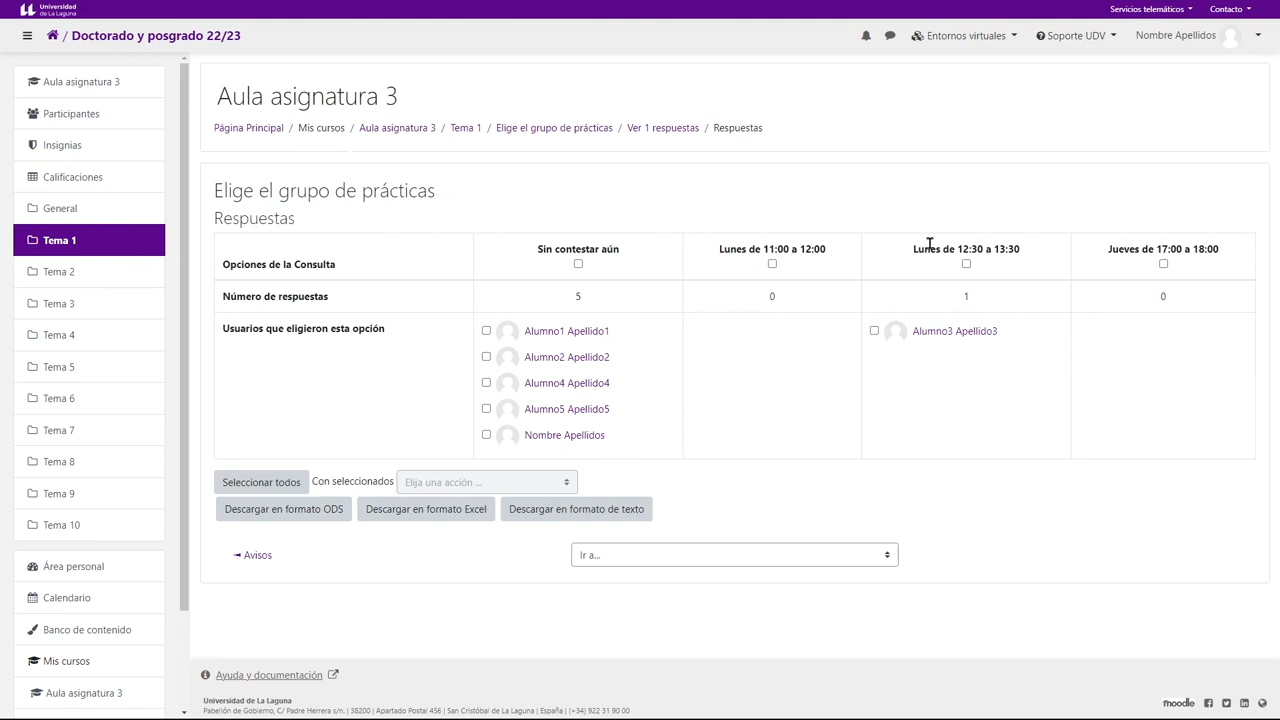 Universidad
de La Laguna
Servicios telemáticos
Contacto
/ Doctorado y posgrado 22/23
Entornos virtuales
Soporte UDV
Nombre Apellidos
Aula asignatura 3
Participantes
Insignias
Calificaciones
General
Tema 1
Tema 2
Tema 3
Tema 4
Tema 5
Tema 6
Tema 7
Tema 8
Tema 9
Tema 10
Área personal
Calendario
Banco de contenido
Mis cursos
Aula asignatura 3
Aula asignatura 3
Página Principal / Mis cursos / Aula asignatura 3 / Tema 1 / Elige el grupo de prácticas / Ver 1 respuestas / Respuestas
Elige el grupo de prácticas
Respuestas
Opciones de la Consulta
Sin contestar aún
Lunes de 11:00 a 12:00
Lunes de 12:30 a 13:30
Jueves de 17:00 a 18:00
Número de respuestas
5
0
1
0
Usuarios que eligieron esta opción
Alumno1 Apellido1
Alumno2 Apellido2
Alumno4 Apellido4
Alumno5 Apellido5
Nombre Apellidos
Alumno3 Apellido3
Seleccionar todos
Con seleccionados
Elija una acción ...
Descargar en formato ODS
Descargar en formato Excel
Descargar en formato de texto
◄ Avisos
Ir a...
Ayuda y documentación
Universidad de La Laguna
Pabellón de Gobierno, C/ Padre Herrera s/n. | 38200 | Apartado Postal 456 | San Cristóbal de La Laguna | España | (+34) 922 31 90 00
moodle